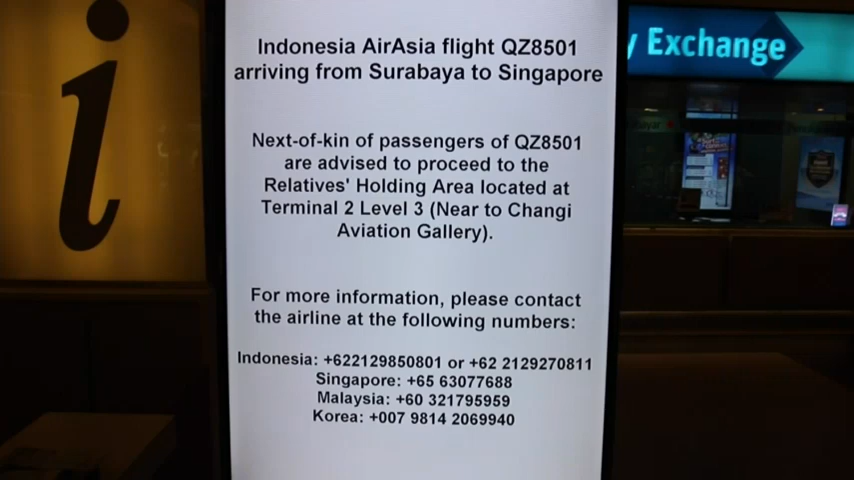 i
y Exchange
Indonesia AirAsia flight QZ8501
arriving from Surabaya to Singapore
Next-of-kin of passengers of QZ8501
are advised to proceed to the
Relatives' Holding Area located at
Terminal 2 Level 3 (Near to Changi
Aviation Gallery).
For more information, please contact
the airline at the following numbers:
Indonesia: +622129850801 or +62 2129270811
Singapore: +65 63077688
Malaysia: +60 321795959
Korea: +007 9814 2069940